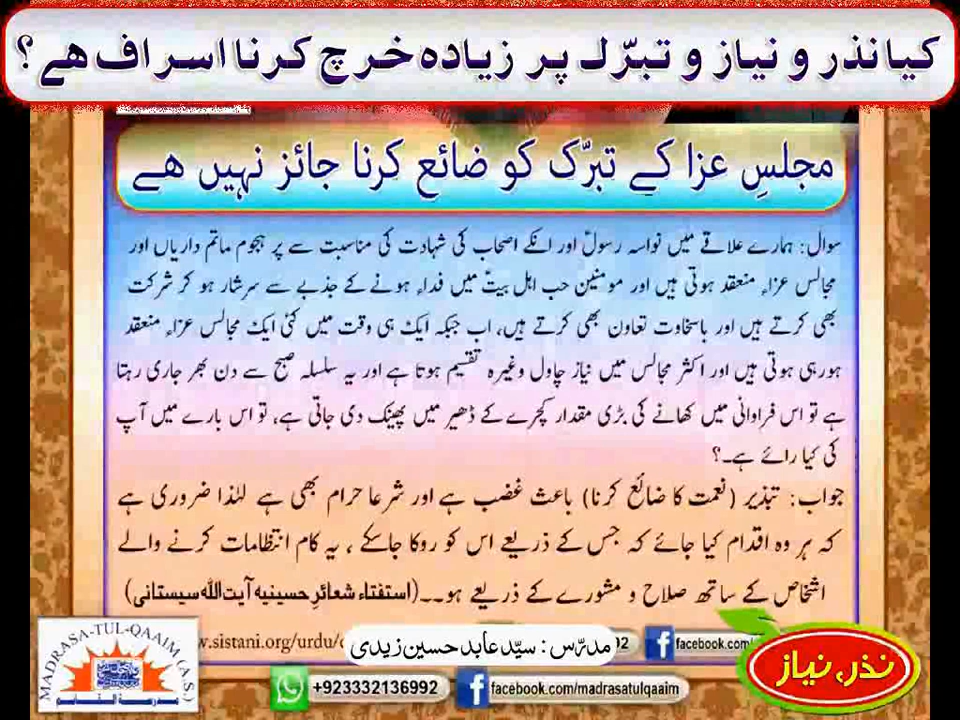 کیا نذر و نیاز و تبرّک پر زیادہ خرچ کرنا اسراف ھے؟
مجلسِ عزا کے تبرّک کو ضائع کرنا جائز نہیں ھے
سوال: ہمارے علاقے میں نواسہ رسولؐ اور انکے اصحاب کی شہادت کی مناسبت سے پر ہجوم ماتم داریاں اور
مجالس عزاء منعقد ہوتی ہیں اور مومنین حب اہل بیتؑ میں فداء ہونے کے جذبے سے سرشار ہو کر شرکت
بھی کرتے ہیں اور باسخاوت تعاون بھی کرتے ہیں، اب جبکہ ایک ہی وقت میں کئی ایک مجالس عزاء منعقد
ہو رہی ہوتی ہیں اور اکثر مجالس میں نیاز چاول وغیرہ تقسیم ہوتا ہے اور یہ سلسلہ صبح سے دن بھر جاری رہتا
ہے تو اس فراوانی میں کھانے کی بڑی مقدار کچرے کے ڈھیر میں پھینک دی جاتی ہے، تو اس بارے میں آپ
کی کیا رائے ہے۔؟
جواب: تبذیر (نعمت کا ضائع کرنا) باعث غضب ہے اور شرعا حرام بھی ہے لہٰذا ضروری ہے
کہ ہر وہ اقدام کیا جائے کہ جس کے ذریعے اس کو روکا جاسکے، یہ کام انتظامات کرنے والے
اشخاص کے ساتھ صلاح و مشورے کے ذریعے ہو۔۔(استفتاء شعائرِ حسینیہ آیت اللہ سیستانی)
w.sistani.org/urdu/
92
facebook.com/
مدرّس: سیّد عابد حسین زیدی
MADRASA-TUL-QAAIM (A.S)
مدرسة القائم
+923332136992
facebook.com/madrasatulqaaim
نذر نیاز